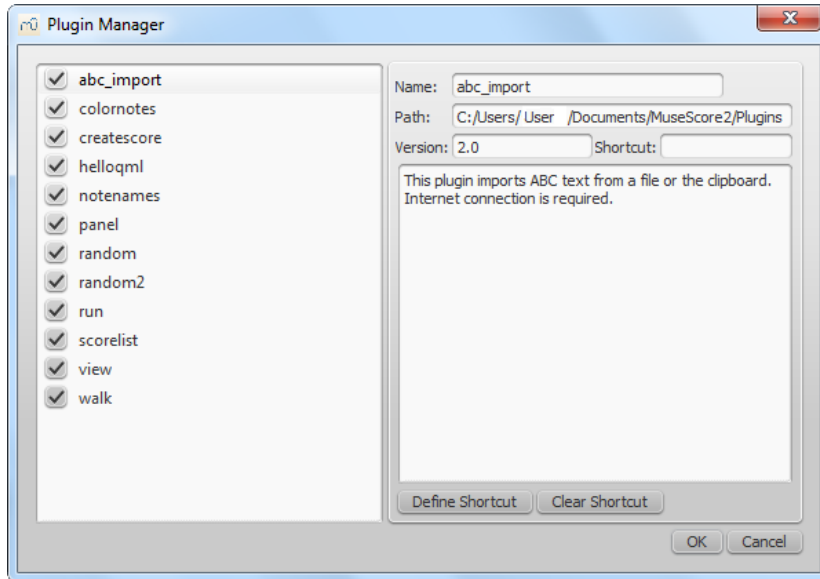 Plugin Manager
abc_import
colornotes
createscore
helloqml
notenames
panel
random
random2
run
scorelist
view
walk
Name: abc_import
Path: C:/Users/ User /Documents/MuseScore2/Plugins
Version: 2.0 Shortcut:
This plugin imports ABC text from a file or the clipboard.
Internet connection is required.
Define Shortcut Clear Shortcut
OK Cancel